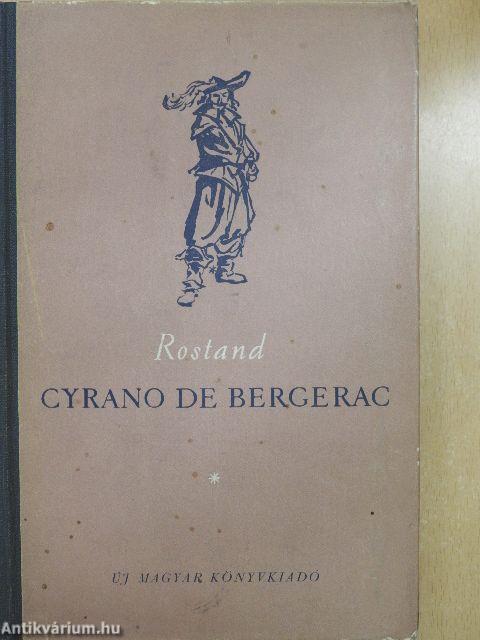 Rostand
CYRANO DE BERGERAC
*
ÚJ MAGYAR KÖNYVKIADÓ
Antikvárium.hu